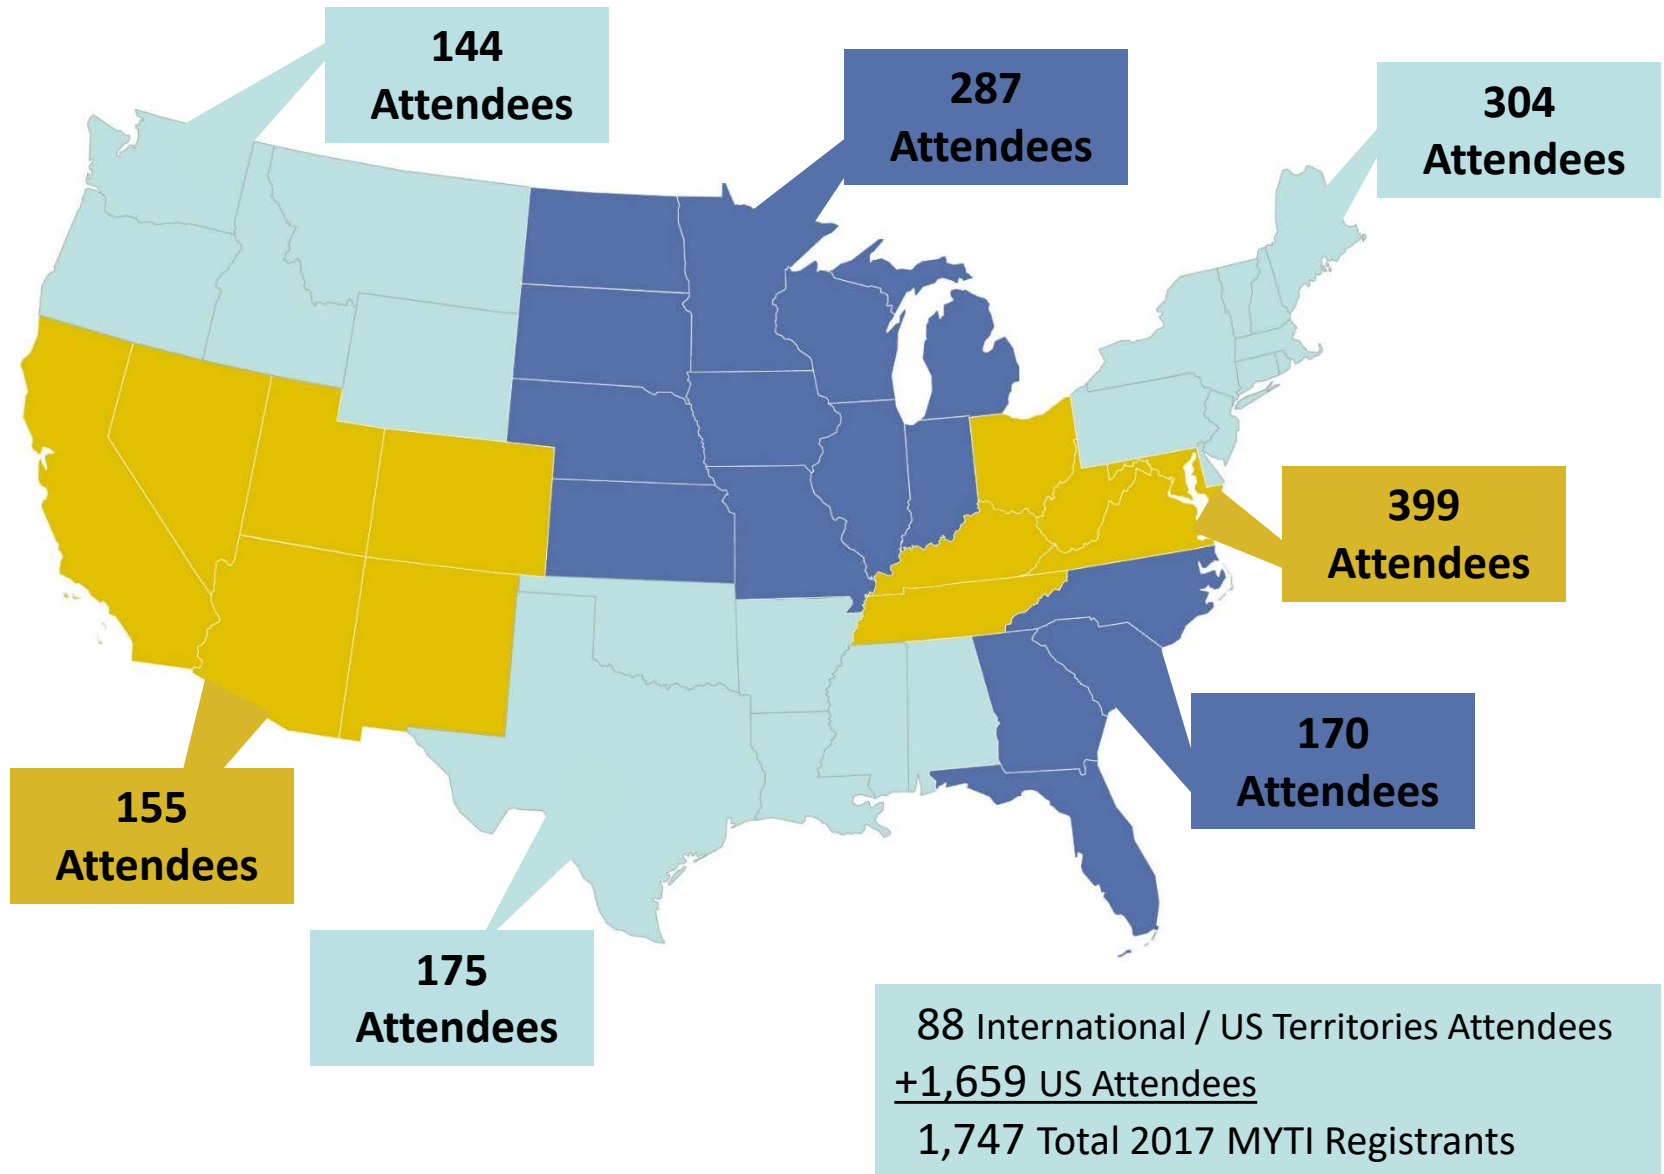 144
Attendees
287
Attendees
304
Attendees
399
Attendees
170
Attendees
155
Attendees
175
Attendees
88 International / US Territories Attendees
+1,659 US Attendees
1,747 Total 2017 MYTI Registrants